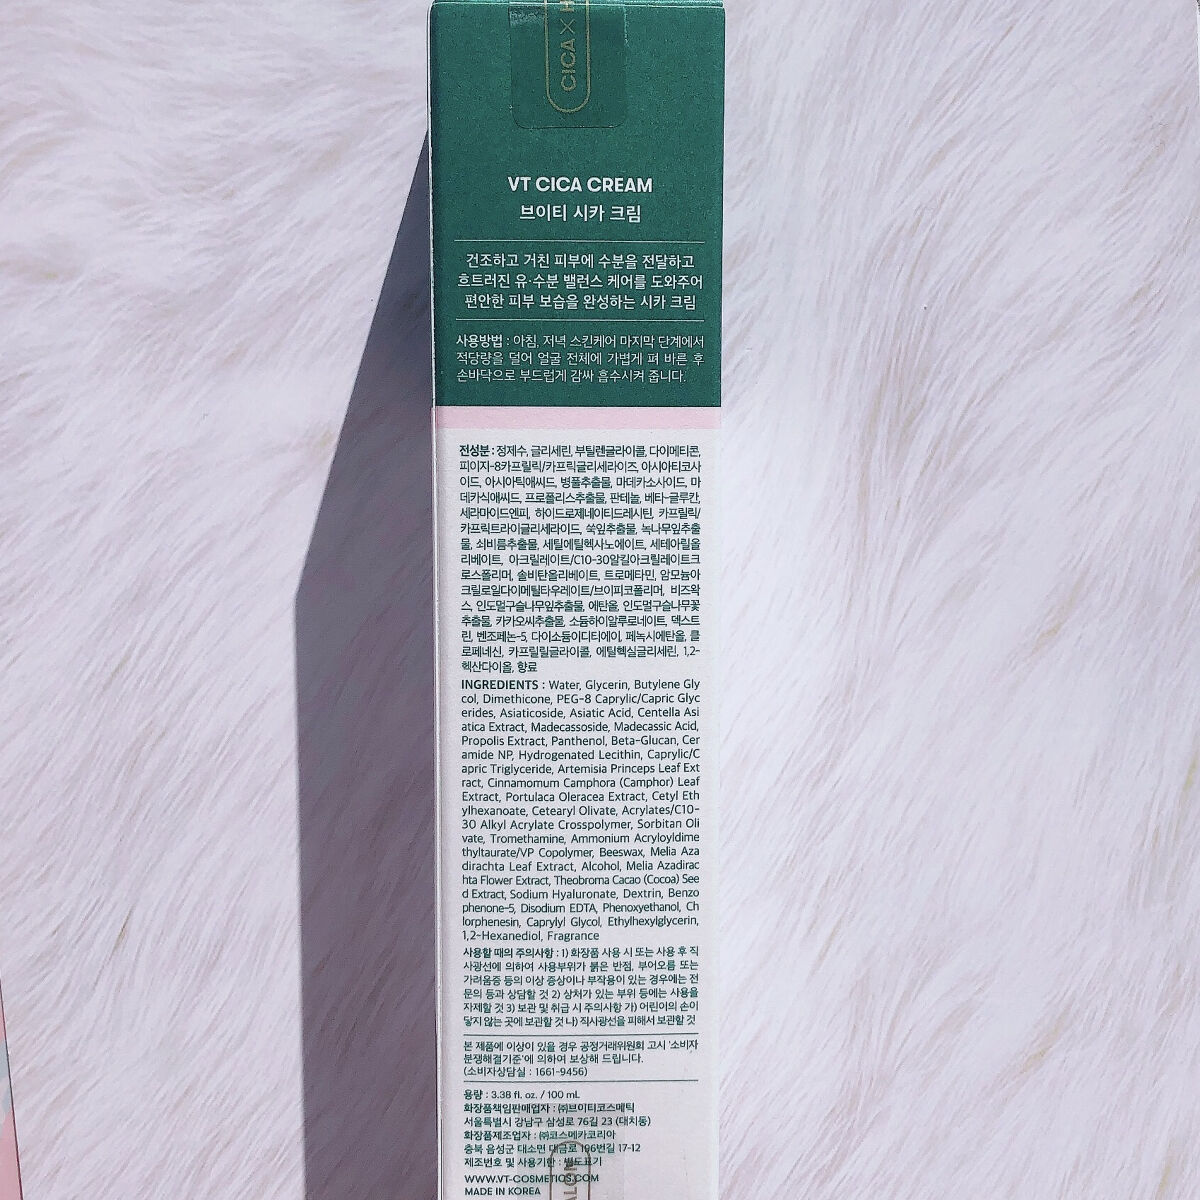 CICA × H
VT CICA CREAM
브이티 시카 크림
건조하고 거친 피부에 수분을 전달하고
흐트러진 유·수분 밸런스 케어를 도와주어
편안한 피부 보습을 완성하는 시카 크림
사용방법 : 아침, 저녁 스킨케어 마지막 단계에서
적당량을 덜어 얼굴 전체에 가볍게 펴 바른 후
손바닥으로 부드럽게 감싸 흡수시켜 줍니다.
전성분 : 정제수, 글리세린, 부틸렌글라이콜, 다이메티콘,
피이지-8카프릴릭/카프릭글리세라이즈, 아시아티코사
이드, 아시아틱애씨드, 병풀추출물, 마데카소사이드, 마
데카식애씨드, 프로폴리스추출물, 판테놀, 베타-글루칸,
세라마이드엔피, 하이드로제네이티드레시틴, 카프릴릭/
카프릭트라이글리세라이드, 쑥잎추출물, 녹나무잎추출
물, 쇠비름추출물, 세틸에틸헥사노에이트, 세테아릴올
리베이트, 아크릴레이트/C10-30알킬아크릴레이트크
로스폴리머, 솔비탄올리베이트, 트로메타민, 암모늄아
크릴로일다이메틸타우레이트/브이피코폴리머, 비즈왁
스, 인도멀구슬나무잎추출물, 에탄올, 인도멀구슬나무꽃
추출물, 카카오씨추출물, 소듐하이알루로네이트, 덱스트
린, 벤조페논-5, 다이소듐이디티에이, 페녹시에탄올, 클
로페네신, 카프릴릴글라이콜, 에틸헥실글리세린, 1,2-
헥산다이올, 향료
INGREDIENTS : Water, Glycerin, Butylene Gly
col, Dimethicone, PEG-8 Caprylic/Capric Glyc
erides, Asiaticoside, Asiatic Acid, Centella Asi
atica Extract, Madecassoside, Madecassic Acid,
Propolis Extract, Panthenol, Beta-Glucan, Cer
amide NP, Hydrogenated Lecithin, Caprylic/C
apric Triglyceride, Artemisia Princeps Leaf Ext
ract, Cinnamomum Camphora (Camphor) Leaf
Extract, Portulaca Oleracea Extract, Cetyl Eth
ylhexanoate, Cetearyl Olivate, Acrylates/C10-
30 Alkyl Acrylate Crosspolymer, Sorbitan Oli
vate, Tromethamine, Ammonium Acryloyldime
thyltaurate/VP Copolymer, Beeswax, Melia Aza
dirachta Leaf Extract, Alcohol, Melia Azadirac
hta Flower Extract, Theobroma Cacao (Cocoa) See
d Extract, Sodium Hyaluronate, Dextrin, Benzo
phenone-5, Disodium EDTA, Phenoxyethanol, Ch
lorphenesin, Caprylyl Glycol, Ethylhexylglycerin,
1,2-Hexanediol, Fragrance
사용할 때의 주의사항 : 1) 화장품 사용 시 또는 사용 후 직
사광선에 의하여 사용부위가 붉은 반점, 부어오름 또는
가려움증 등의 이상 증상이나 부작용이 있는 경우에는 전
문의 등과 상담할 것 2) 상처가 있는 부위 등에는 사용을
자제할 것 3) 보관 및 취급 시 주의사항 가) 어린이의 손이
닿지 않는 곳에 보관할 것 나) 직사광선을 피해서 보관할 것
본 제품에 이상이 있을 경우 공정거래위원회 고시 '소비자
분쟁해결기준'에 의하여 보상해 드립니다.
(소비자상담실 : 1661-9456)
용량 : 3.38 fl. oz. / 100 mL
화장품책임판매업자 : ㈜브이티코스메틱
서울특별시 강남구 삼성로 76길 23 (대치동)
화장품제조업자 : ㈜코스메카코리아
충북 음성군 대소면 대금로 196번길 17-12
제조번호 및 사용기한 : 별도표기
WWW.VT-COSMETICS.COM
MADE IN KOREA